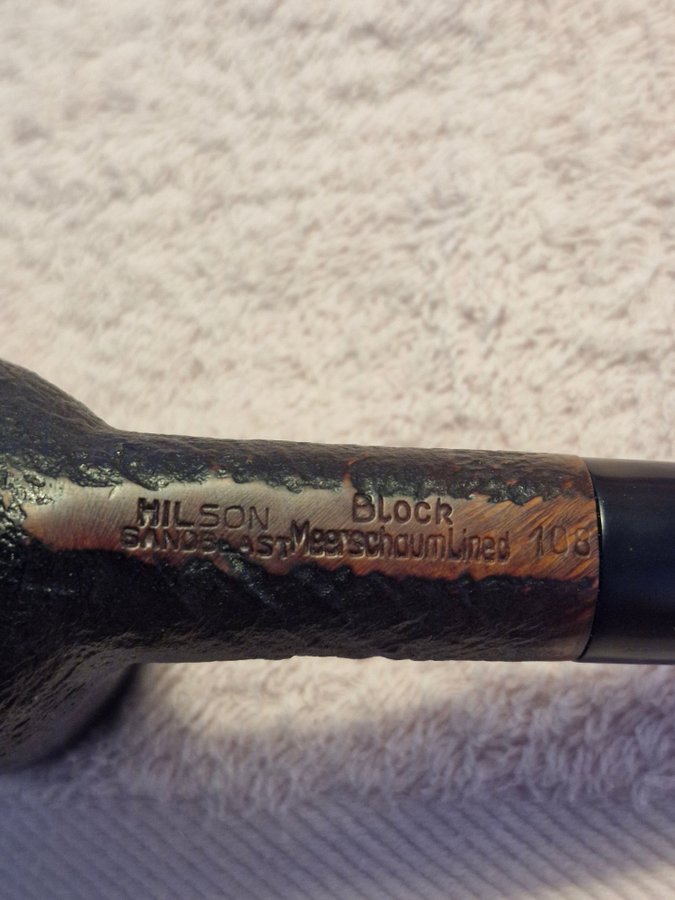 HILSON
SANDBLAST
Block
Meerschaum Lined
108